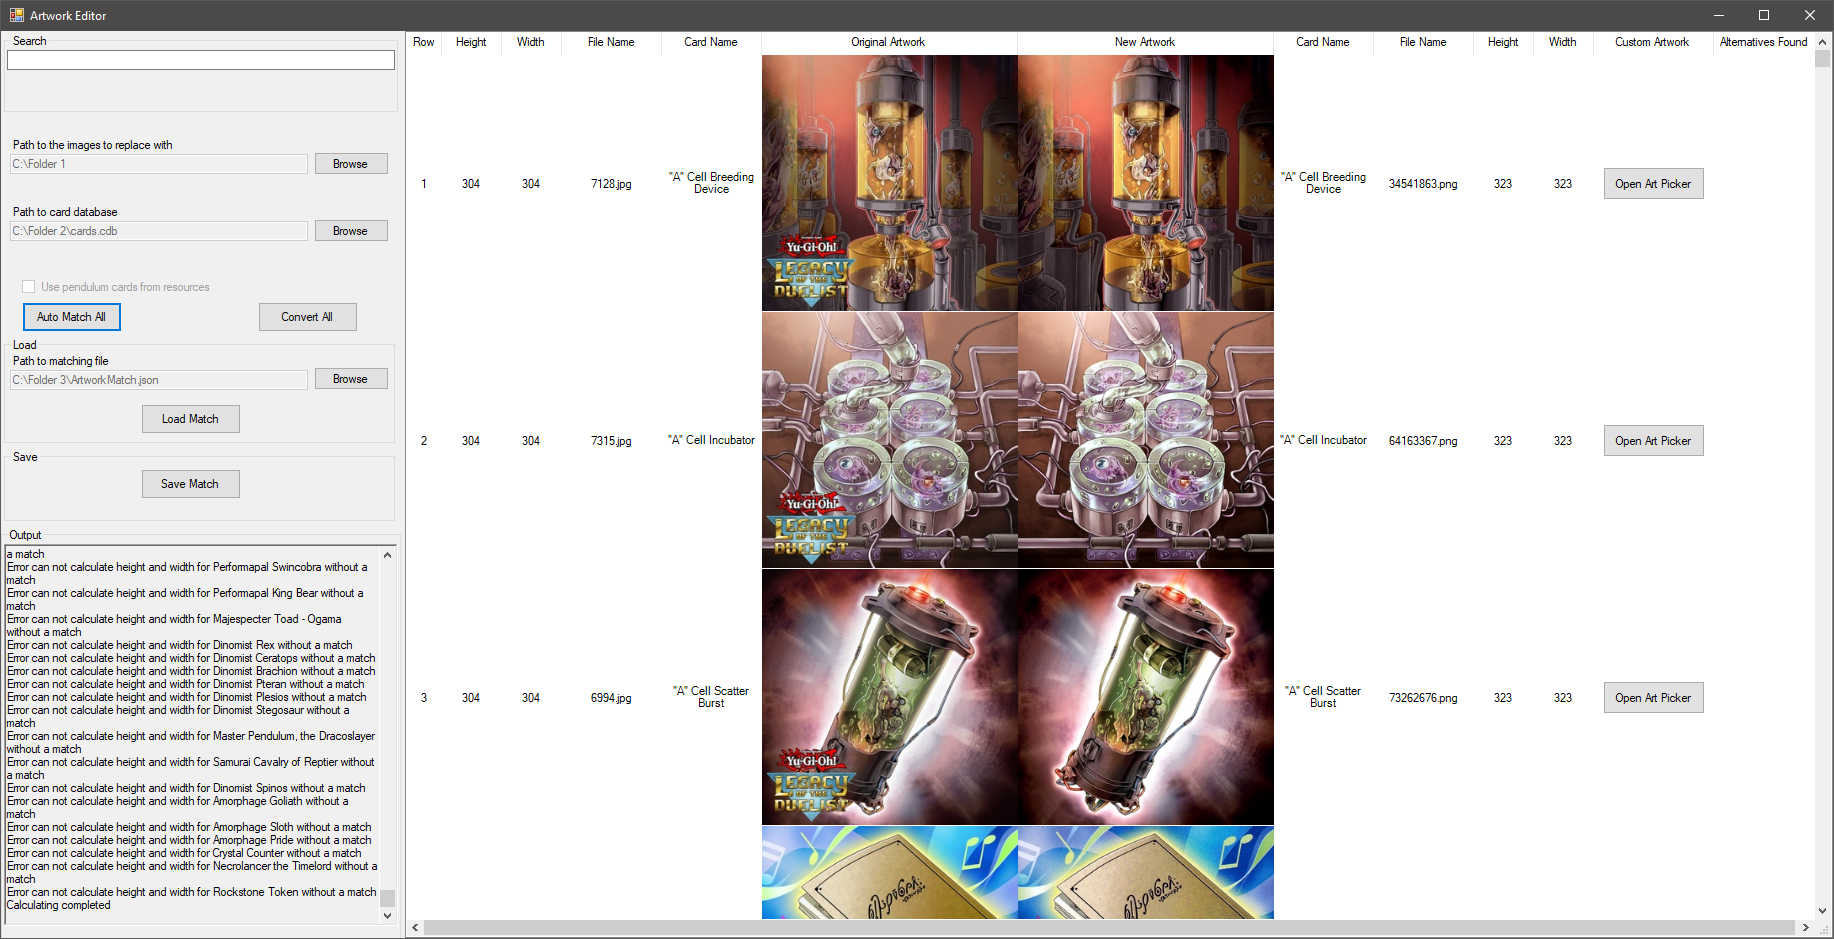 Artwork Editor
Search
Path to the images to replace with
C:\Folder 1
Browse
Path to card database
C:\Folder 2\cards.cdb
Browse
Use pendulum cards from resources
Auto Match All
Convert All
Load
Path to matching file
C:\Folder 3\ArtworkMatch.json
Browse
Load Match
Save
Save Match
Output
a match
Error can not calculate height and width for Performapal Swincobra without a
match
Error can not calculate height and width for Performapal King Bear without a
match
Error can not calculate height and width for Majespecter Toad - Ogama
without a match
Error can not calculate height and width for Dinomist Rex without a match
Error can not calculate height and width for Dinomist Ceratops without a match
Error can not calculate height and width for Dinomist Brachion without a match
Error can not calculate height and width for Dinomist Pteran without a match
Error can not calculate height and width for Dinomist Plesios without a match
Error can not calculate height and width for Dinomist Stegosaur without a
match
Error can not calculate height and width for Master Pendulum, the Dracoslayer
without a match
Error can not calculate height and width for Samurai Cavalry of Reptier without
a match
Error can not calculate height and width for Dinomist Spinos without a match
Error can not calculate height and width for Amorphage Goliath without a
match
Error can not calculate height and width for Amorphage Sloth without a match
Error can not calculate height and width for Amorphage Pride without a match
Error can not calculate height and width for Crystal Counter without a match
Error can not calculate height and width for Necrolancer the Timelord without a
match
Error can not calculate height and width for Rockstone Token without a match
Calculating completed
Row Height Width File Name Card Name Original Artwork New Artwork Card Name File Name Height Width Custom Artwork Alternatives Found
1 304 304 7128.jpg
"A" Cell Breeding
Device
Yu-Gi-Oh!
LEGACY
OF THE
DUELIST
"A" Cell Breeding
Device
34541863.png 323 323 Open Art Picker
2 304 304 7315.jpg "A" Cell Incubator
Yu-Gi-Oh!
LEGACY
OF THE
DUELIST
"A" Cell Incubator 64163367.png 323 323 Open Art Picker
3 304 304 6994.jpg
"A" Cell Scatter
Burst
Yu-Gi-Oh!
LEGACY
OF THE
DUELIST
"A" Cell Scatter
Burst
73262676.png 323 323 Open Art Picker